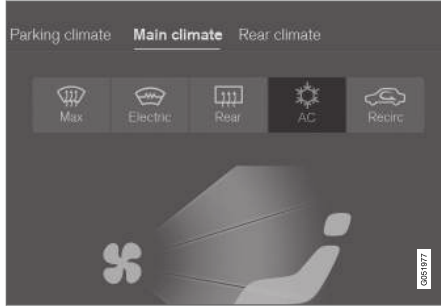 Parking climate Main climate Rear climate
Max Electric Rear AC Recirc
G051977